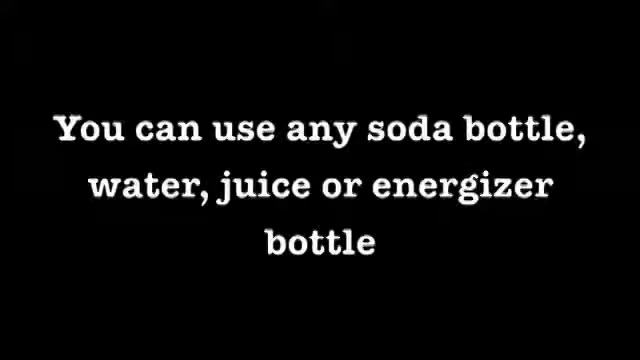 You can use any soda bottle,
water, juice or energizer
bottle